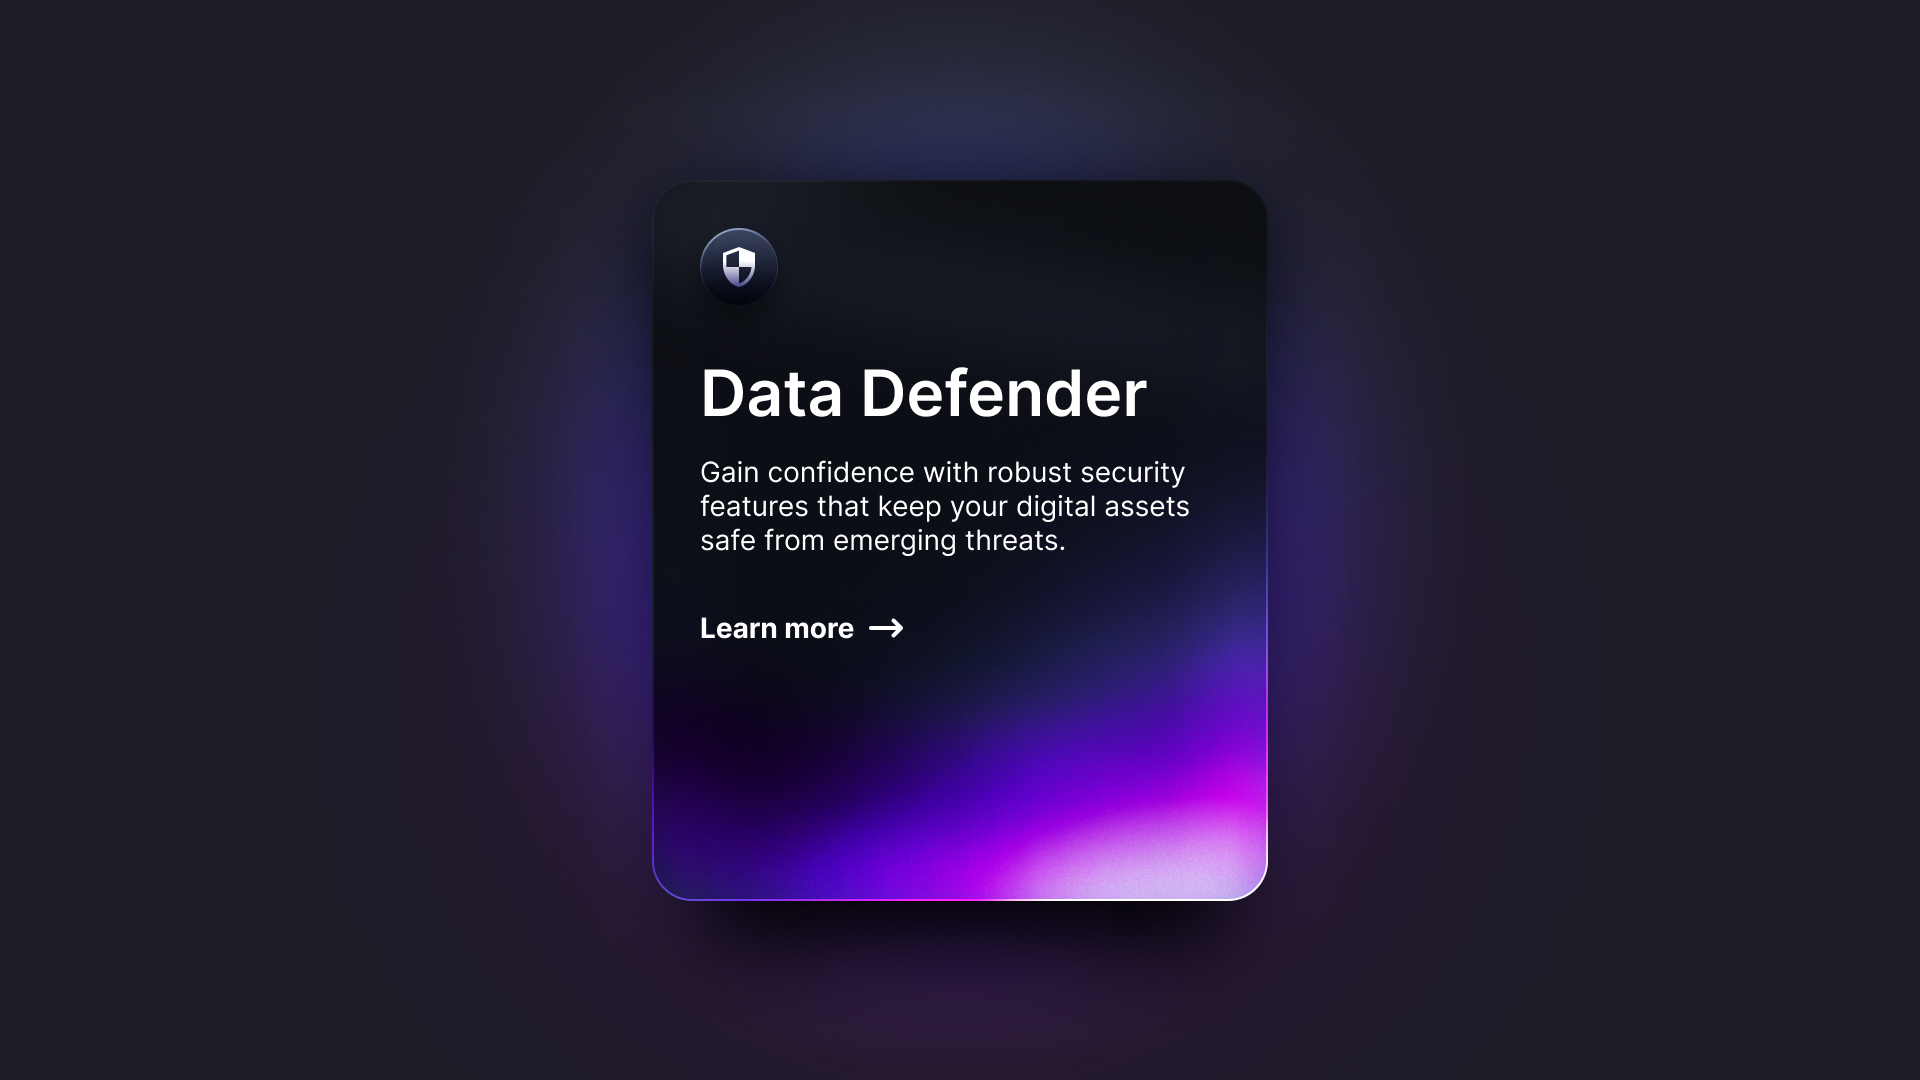 Data Defender
Gain confidence with robust security
features that keep your digital assets
safe from emerging threats.
Learn more